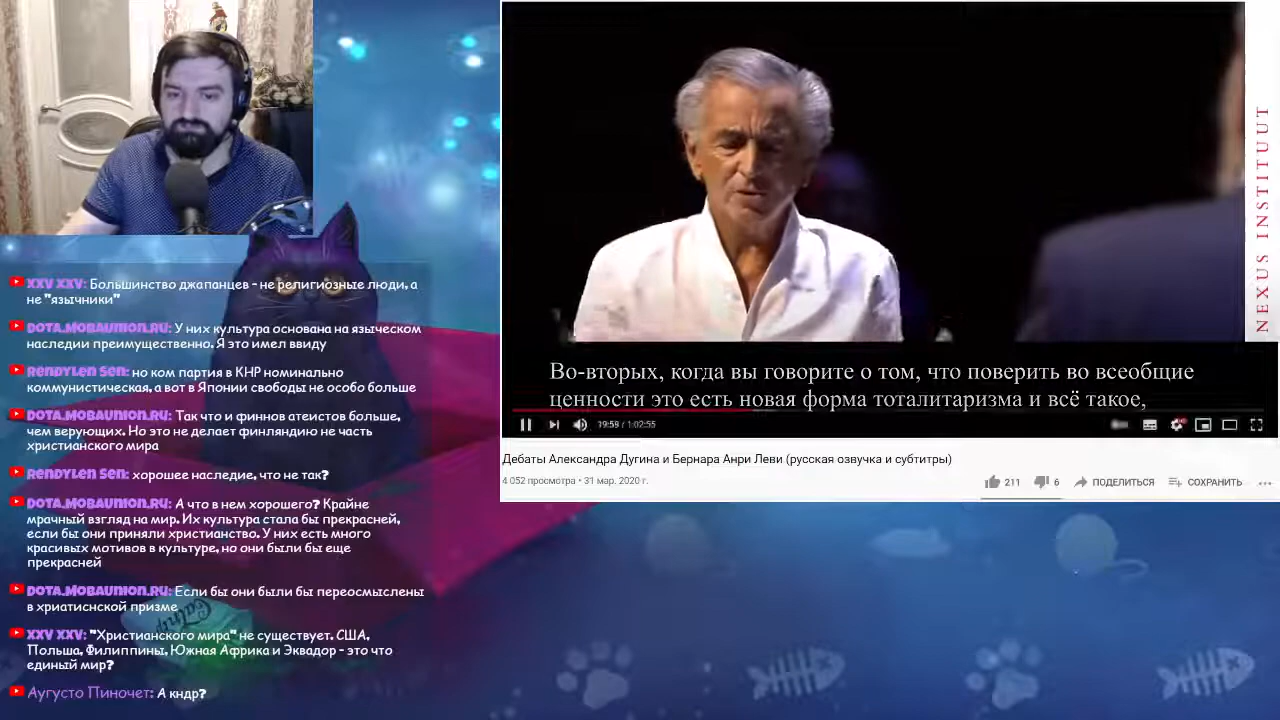 XXV XXV: Большинство джапанцев - не религиозные люди, а
не "язычники"
DOTA.MOBAUNION.RU: У них культура основана на языческом
наследии преимущественно. Я это имел ввиду
Rendylen Sen: но ком партия в КНР номинально
коммунистическая, а вот в Японии свободы не особо больше
DOTA.MOBAUNION.RU: Так что и финнов атеистов больше,
чем верующих. Но это не делает финляндию не часть
христианского мира
Rendylen Sen: хорошее наследие, что не так?
DOTA.MOBAUNION.RU: А что в нем хорошего? Крайне
мрачный взгляд на мир. Их культура стала бы прекрасней,
если бы они приняли христианство. У них есть много
красивых мотивов в культуре, но они были бы еще
прекрасней
DOTA.MOBAUNION.RU: Если бы они были бы переосмыслены
в хриатиснской призме
XXV XXV: "Христианского мира" не существует. США,
Польша, Филиппины, Южная Африка и Эквадор - это что
единый мир?
Аугусто Пиночет: А кндр?
Catnip
NEXUS INSTITUUT
Во-вторых, когда вы говорите о том, что поверить во всеобщие
ценности это есть новая форма тоталитаризма и всё такое,
19:59 / 1:02:55
Дебаты Александра Дугина и Бернара Анри Леви (русская озвучка и субтитры)
4 052 просмотра • 31 мар. 2020 г.
211
6
ПОДЕЛИТЬСЯ
СОХРАНИТЬ